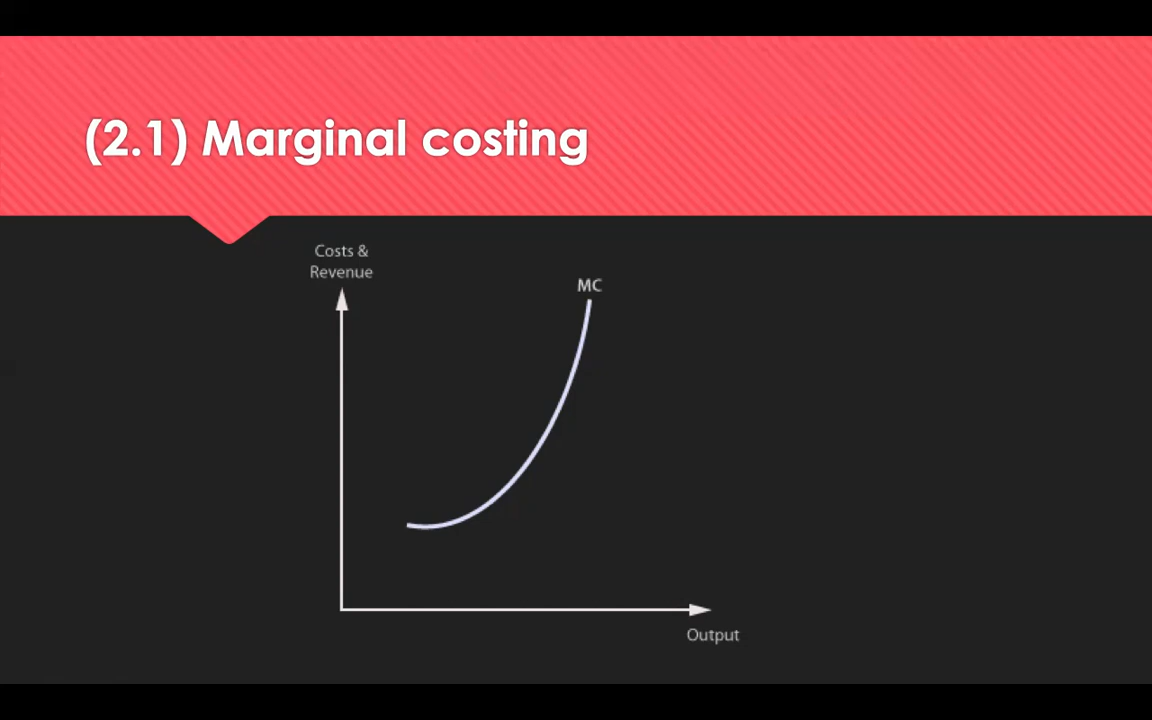 (2.1) Marginal costing
Costs &
Revenue
MC
Output